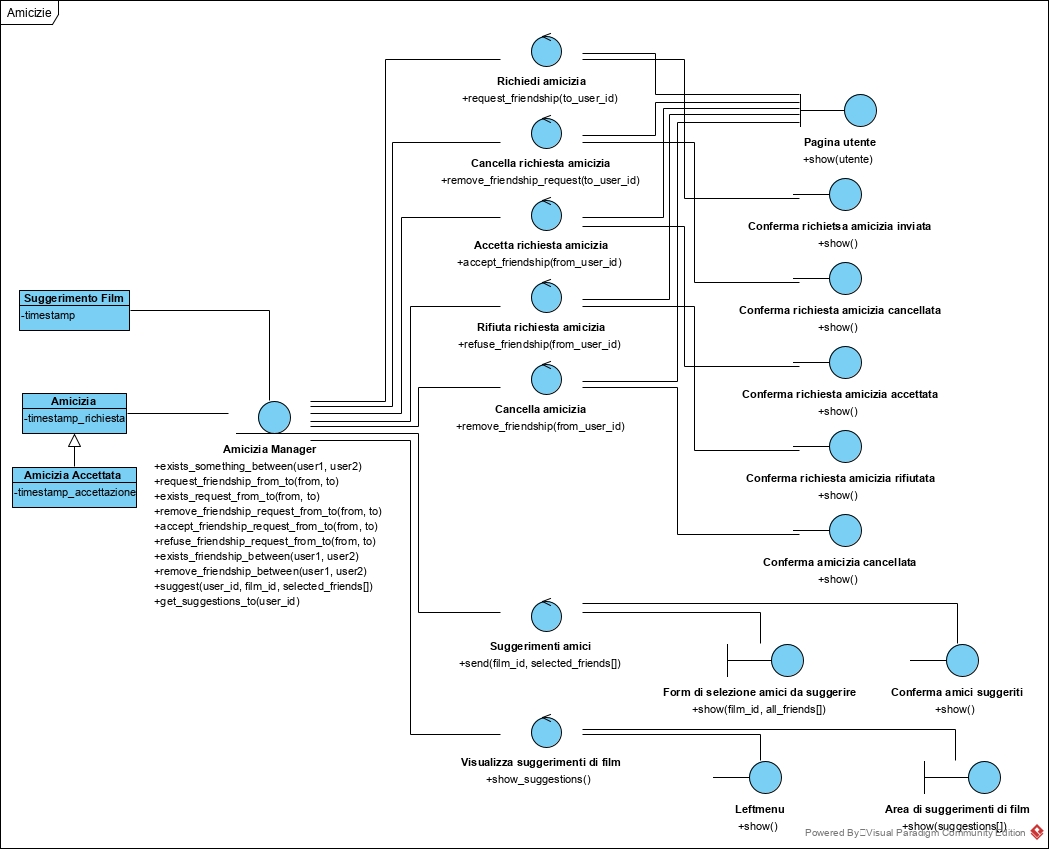 Amicizie
Richiedi amicizia
+request_friendship(to_user_id)
Cancella richiesta amicizia
+remove_friendship_request(to_user_id)
Accetta richiesta amicizia
+accept_friendship(from_user_id)
Rifiuta richiesta amicizia
+refuse_friendship(from_user_id)
Cancella amicizia
+remove_friendship(from_user_id)
Pagina utente
+show(utente)
Conferma richietsa amicizia inviata
+show()
Conferma richiesta amicizia cancellata
+show()
Conferma richiesta amicizia accettata
+show()
Conferma richiesta amicizia rifiutata
+show()
Conferma amicizia cancellata
+show()
Suggerimento Film
-timestamp
Amicizia
-timestamp_richiesta
Amicizia Accettata
-timestamp_accettazione
Amicizia Manager
+exists_something_between(user1, user2)
+request_friendship_from_to(from, to)
+exists_request_from_to(from, to)
+remove_friendship_request_from_to(from, to)
+accept_friendship_request_from_to(from, to)
+refuse_friendship_request_from_to(from, to)
+exists_friendship_between(user1, user2)
+remove_friendship_between(user1, user2)
+suggest(user_id, film_id, selected_friends[])
+get_suggestions_to(user_id)
Suggerimenti amici
+send(film_id, selected_friends[])
Form di selezione amici da suggerire
+show(film_id, all_friends[])
Conferma amici suggeriti
+show()
Visualizza suggerimenti di film
+show_suggestions()
Leftmenu
+show()
Area di suggerimenti di film
+show(suggestions[])
Powered By Visual Paradigm Community Edition